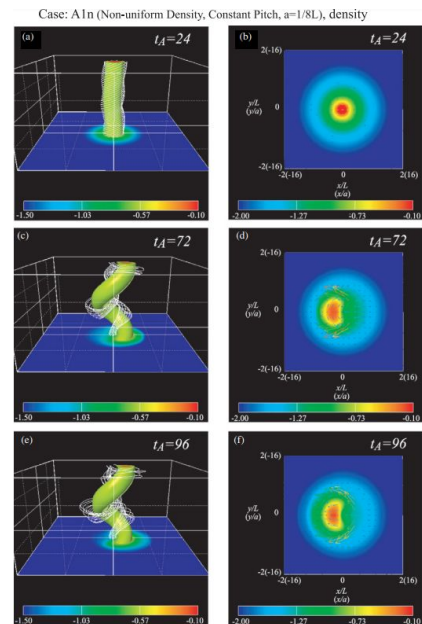 Case: A1n (Non-uniform Density, Constant Pitch, a=1/8L), density
(a)
tA=24
-1.50 -1.03 -0.57 -0.10
(b)
tA=24
2(16)
y/L
(y/a)
0
-2(-16)
-2(-16) 0 2(16)
x/L
(x/a)
-2.00 -1.37 -0.73 -0.10
(c)
tA=72
-1.50 -1.03 -0.57 -0.10
(d)
tA=72
2(16)
y/L
(y/a)
0
-2(-16)
-2(-16) 0 2(16)
x/L
(x/a)
-2.00 -1.37 -0.73 -0.10
(e)
tA=96
-1.50 -1.03 -0.57 -0.10
(f)
tA=96
2(16)
y/L
(y/a)
0
-2(-16)
-2(-16) 0 2(16)
x/L
(x/a)
-2.00 -1.37 -0.73 -0.10